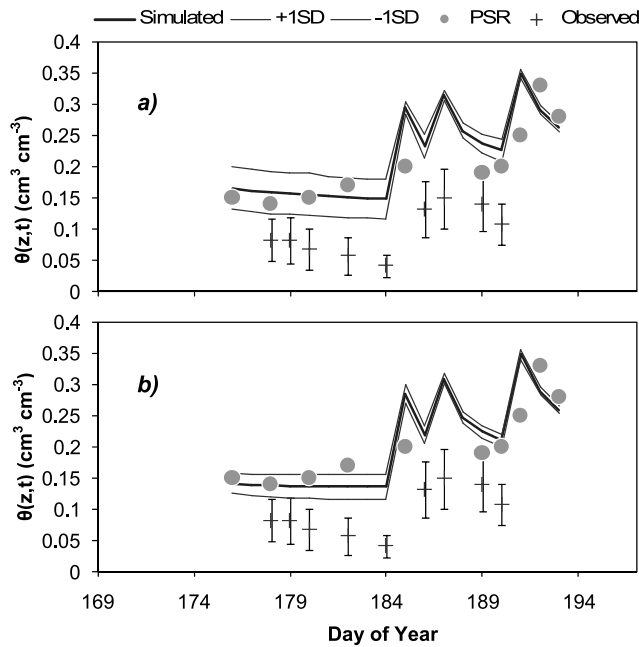 Simulated +1SD -1SD PSR Observed
0.4
0.35
0.3
0.25
0.2
0.15
0.1
0.05
0
θ(z,t) (cm³ cm⁻³)
a)
0.4
0.35
0.3
0.25
0.2
0.15
0.1
0.05
0
θ(z,t) (cm³ cm⁻³)
b)
169 174 179 184 189 194
Day of Year